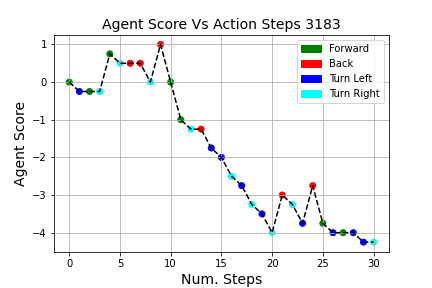 Agent Score Vs Action Steps 3183
Forward
Back
Turn Left
Turn Right
1
0
−1
−2
−3
−4
Agent Score
0 5 10 15 20 25 30
Num. Steps